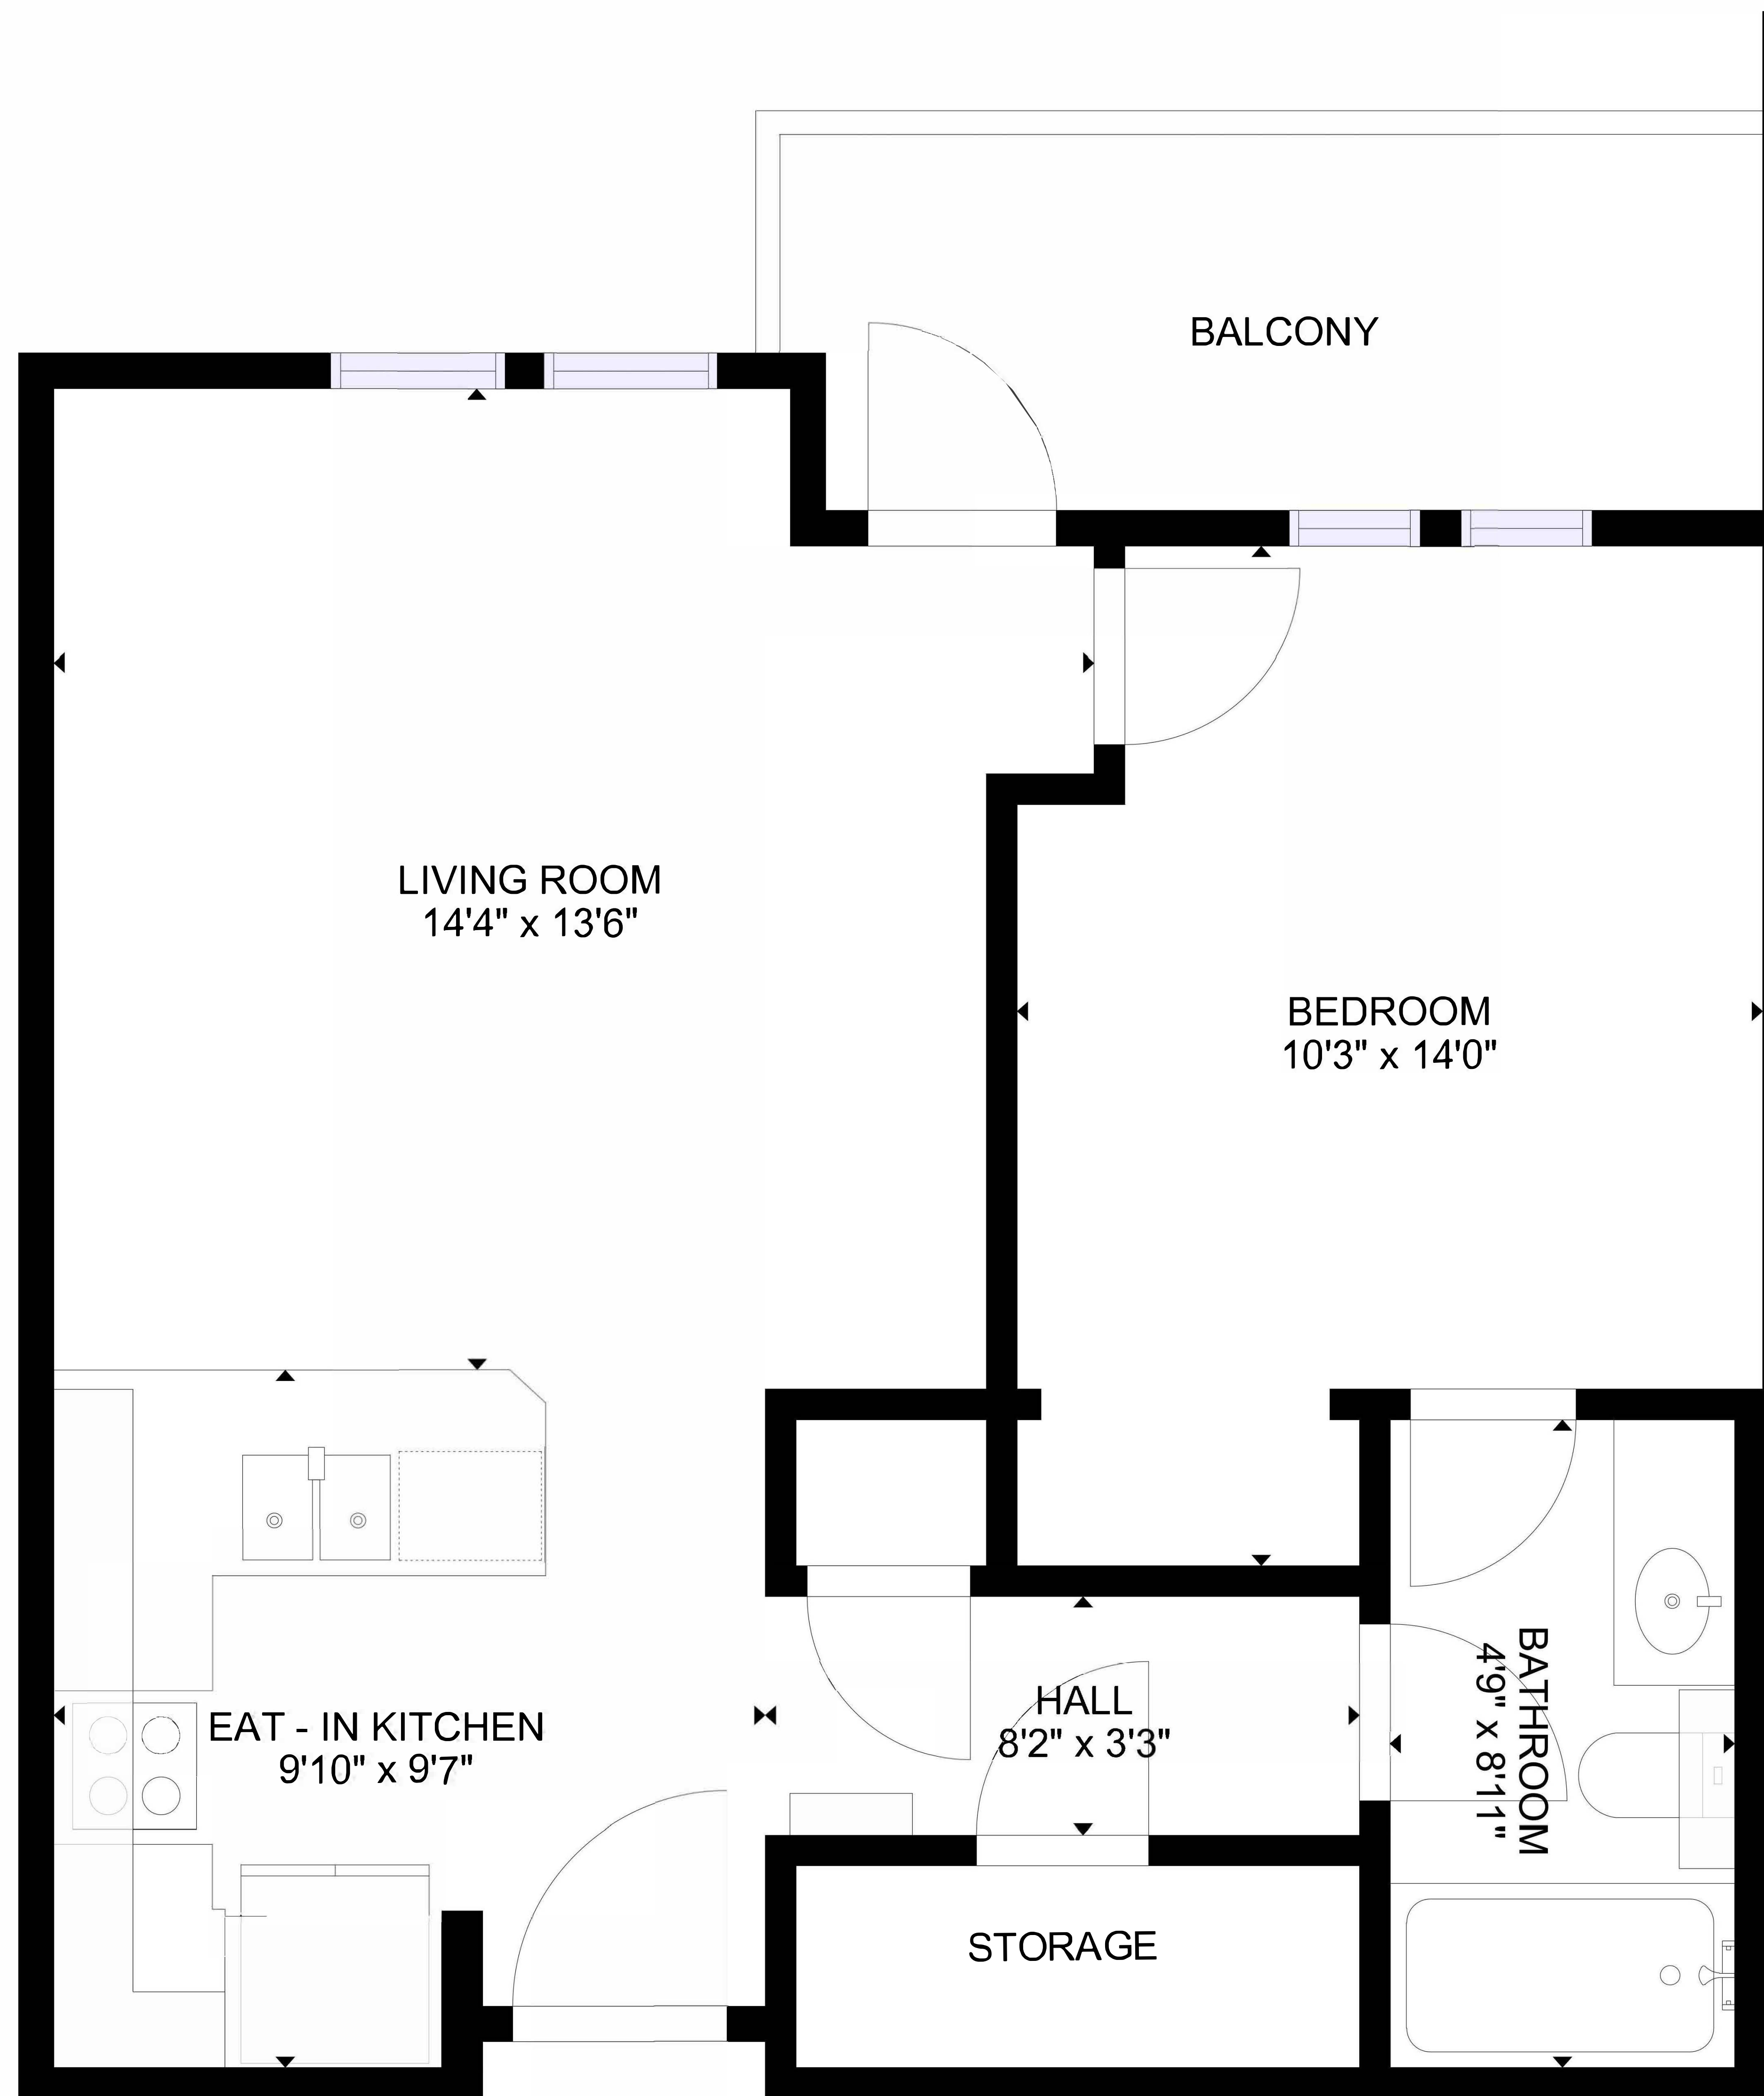 BALCONY
LIVING ROOM
14'4" x 13'6"
BEDROOM
10'3" x 14'0"
EAT - IN KITCHEN
9'10" x 9'7"
HALL
8'2" x 3'3"
BATHROOM
4'9" x 8'11"
STORAGE